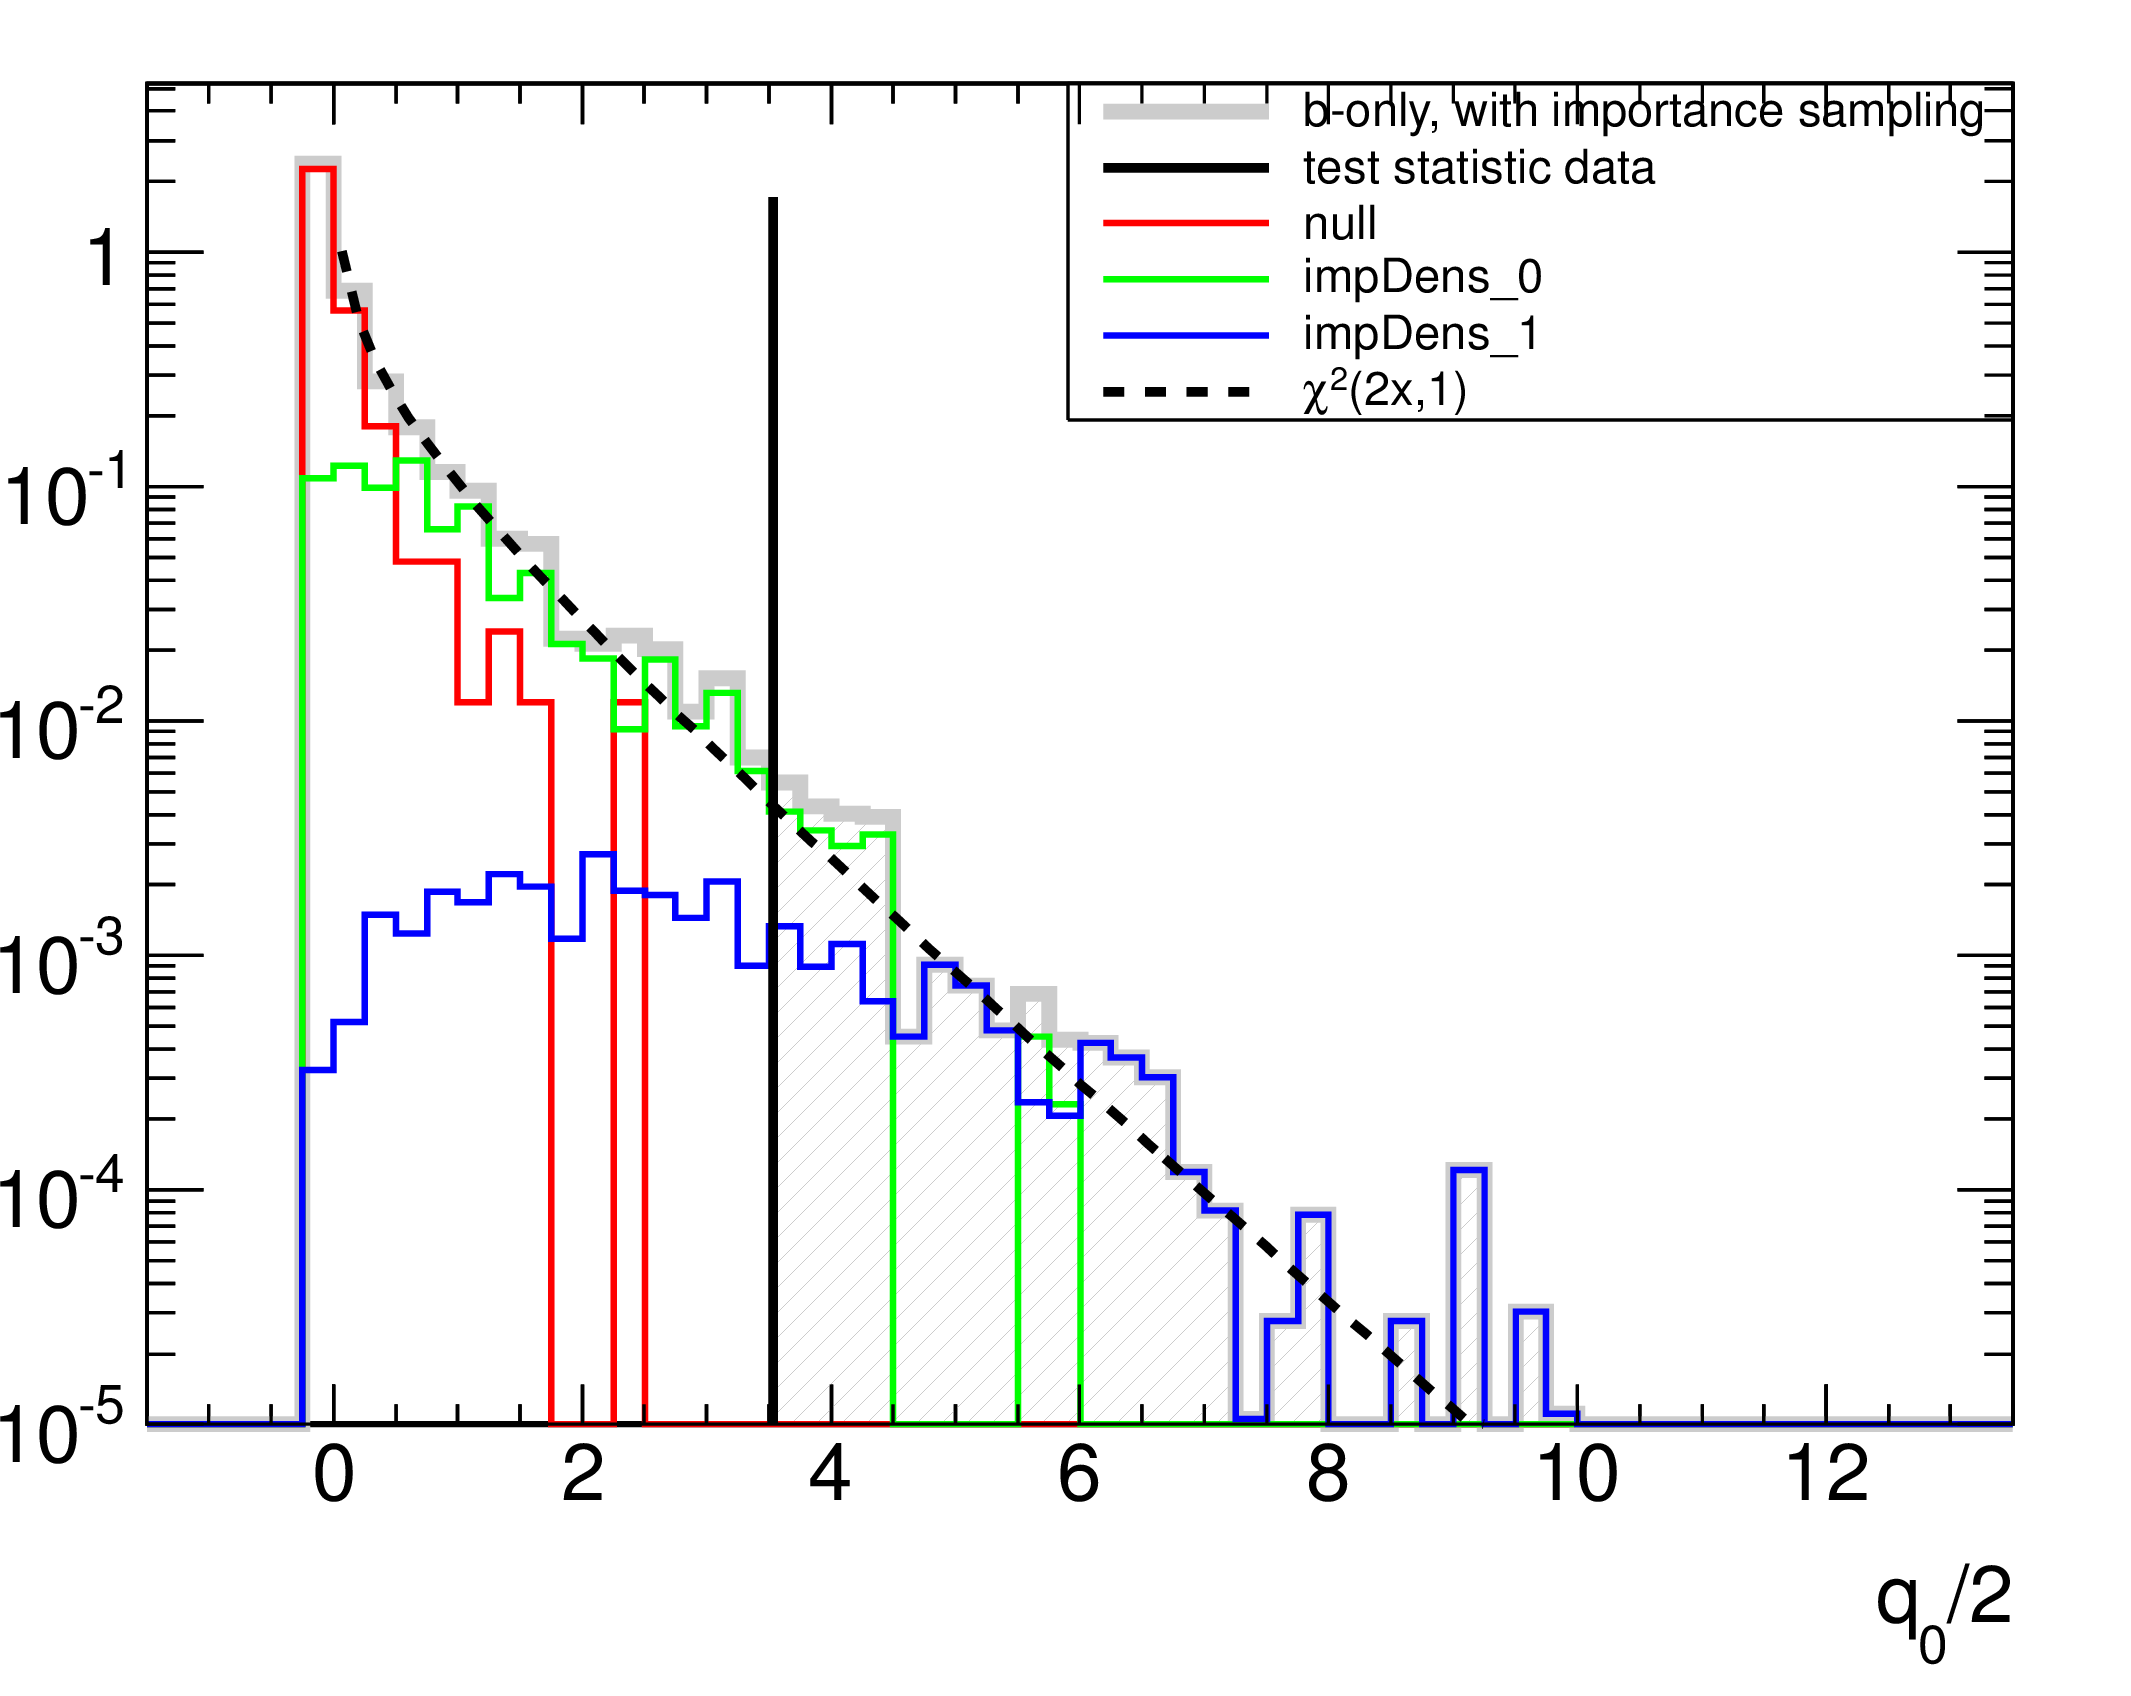 b-only, with importance sampling
test statistic data
null
impDens_0
impDens_1
χ²(2x,1)
1
10⁻¹
10⁻²
10⁻³
10⁻⁴
10⁻⁵
0 2 4 6 8 10 12
q₀/2